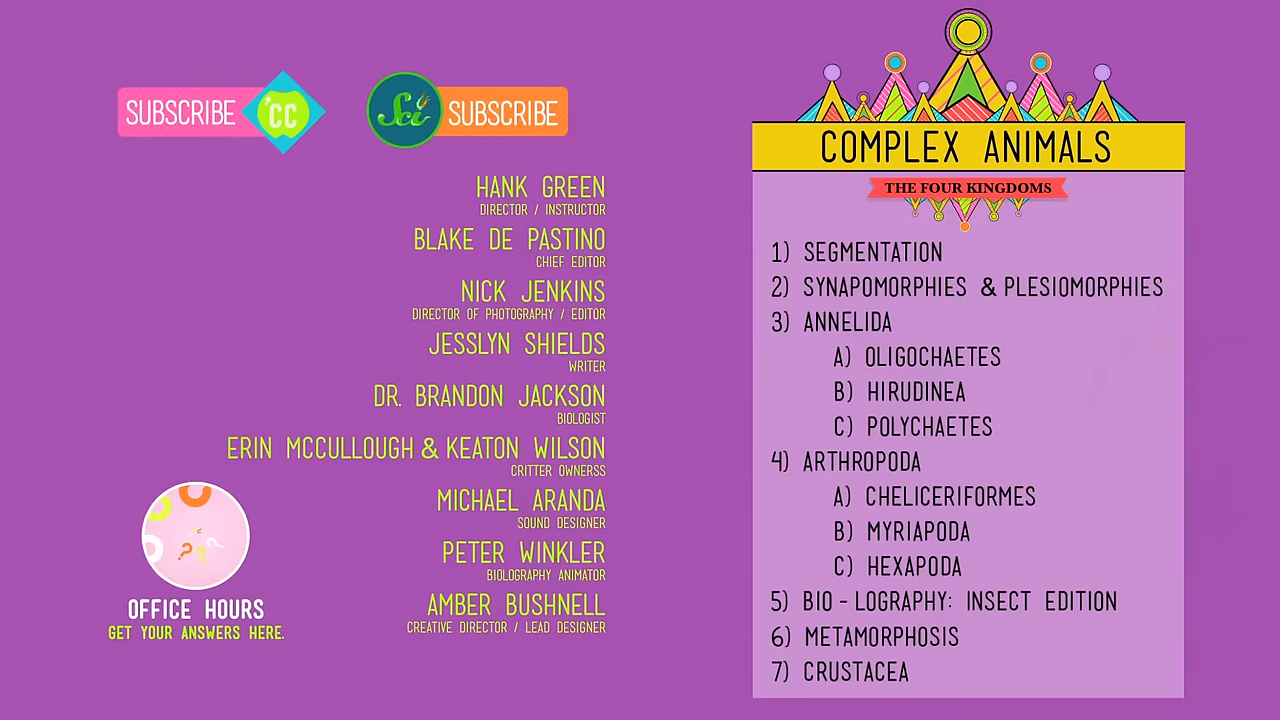 SUBSCRIBE CC
Sci SUBSCRIBE
HANK GREEN
DIRECTOR / INSTRUCTOR
BLAKE DE PASTINO
CHIEF EDITOR
NICK JENKINS
DIRECTOR OF PHOTOGRAPHY / EDITOR
JESSLYN SHIELDS
WRITER
DR. BRANDON JACKSON
BIOLOGIST
ERIN MCCULLOUGH & KEATON WILSON
CRITTER OWNERSS
MICHAEL ARANDA
SOUND DESIGNER
PETER WINKLER
BIOLOGRAPHY ANIMATOR
AMBER BUSHNELL
CREATIVE DIRECTOR / LEAD DESIGNER
OFFICE HOURS
GET YOUR ANSWERS HERE.
COMPLEX ANIMALS
THE FOUR KINGDOMS
1) SEGMENTATION
2) SYNAPOMORPHIES & PLESIOMORPHIES
3) ANNELIDA
A) OLIGOCHAETES
B) HIRUDINEA
C) POLYCHAETES
4) ARTHROPODA
A) CHELICERIFORMES
B) MYRIAPODA
C) HEXAPODA
5) BIO - LOGRAPHY: INSECT EDITION
6) METAMORPHOSIS
7) CRUSTACEA